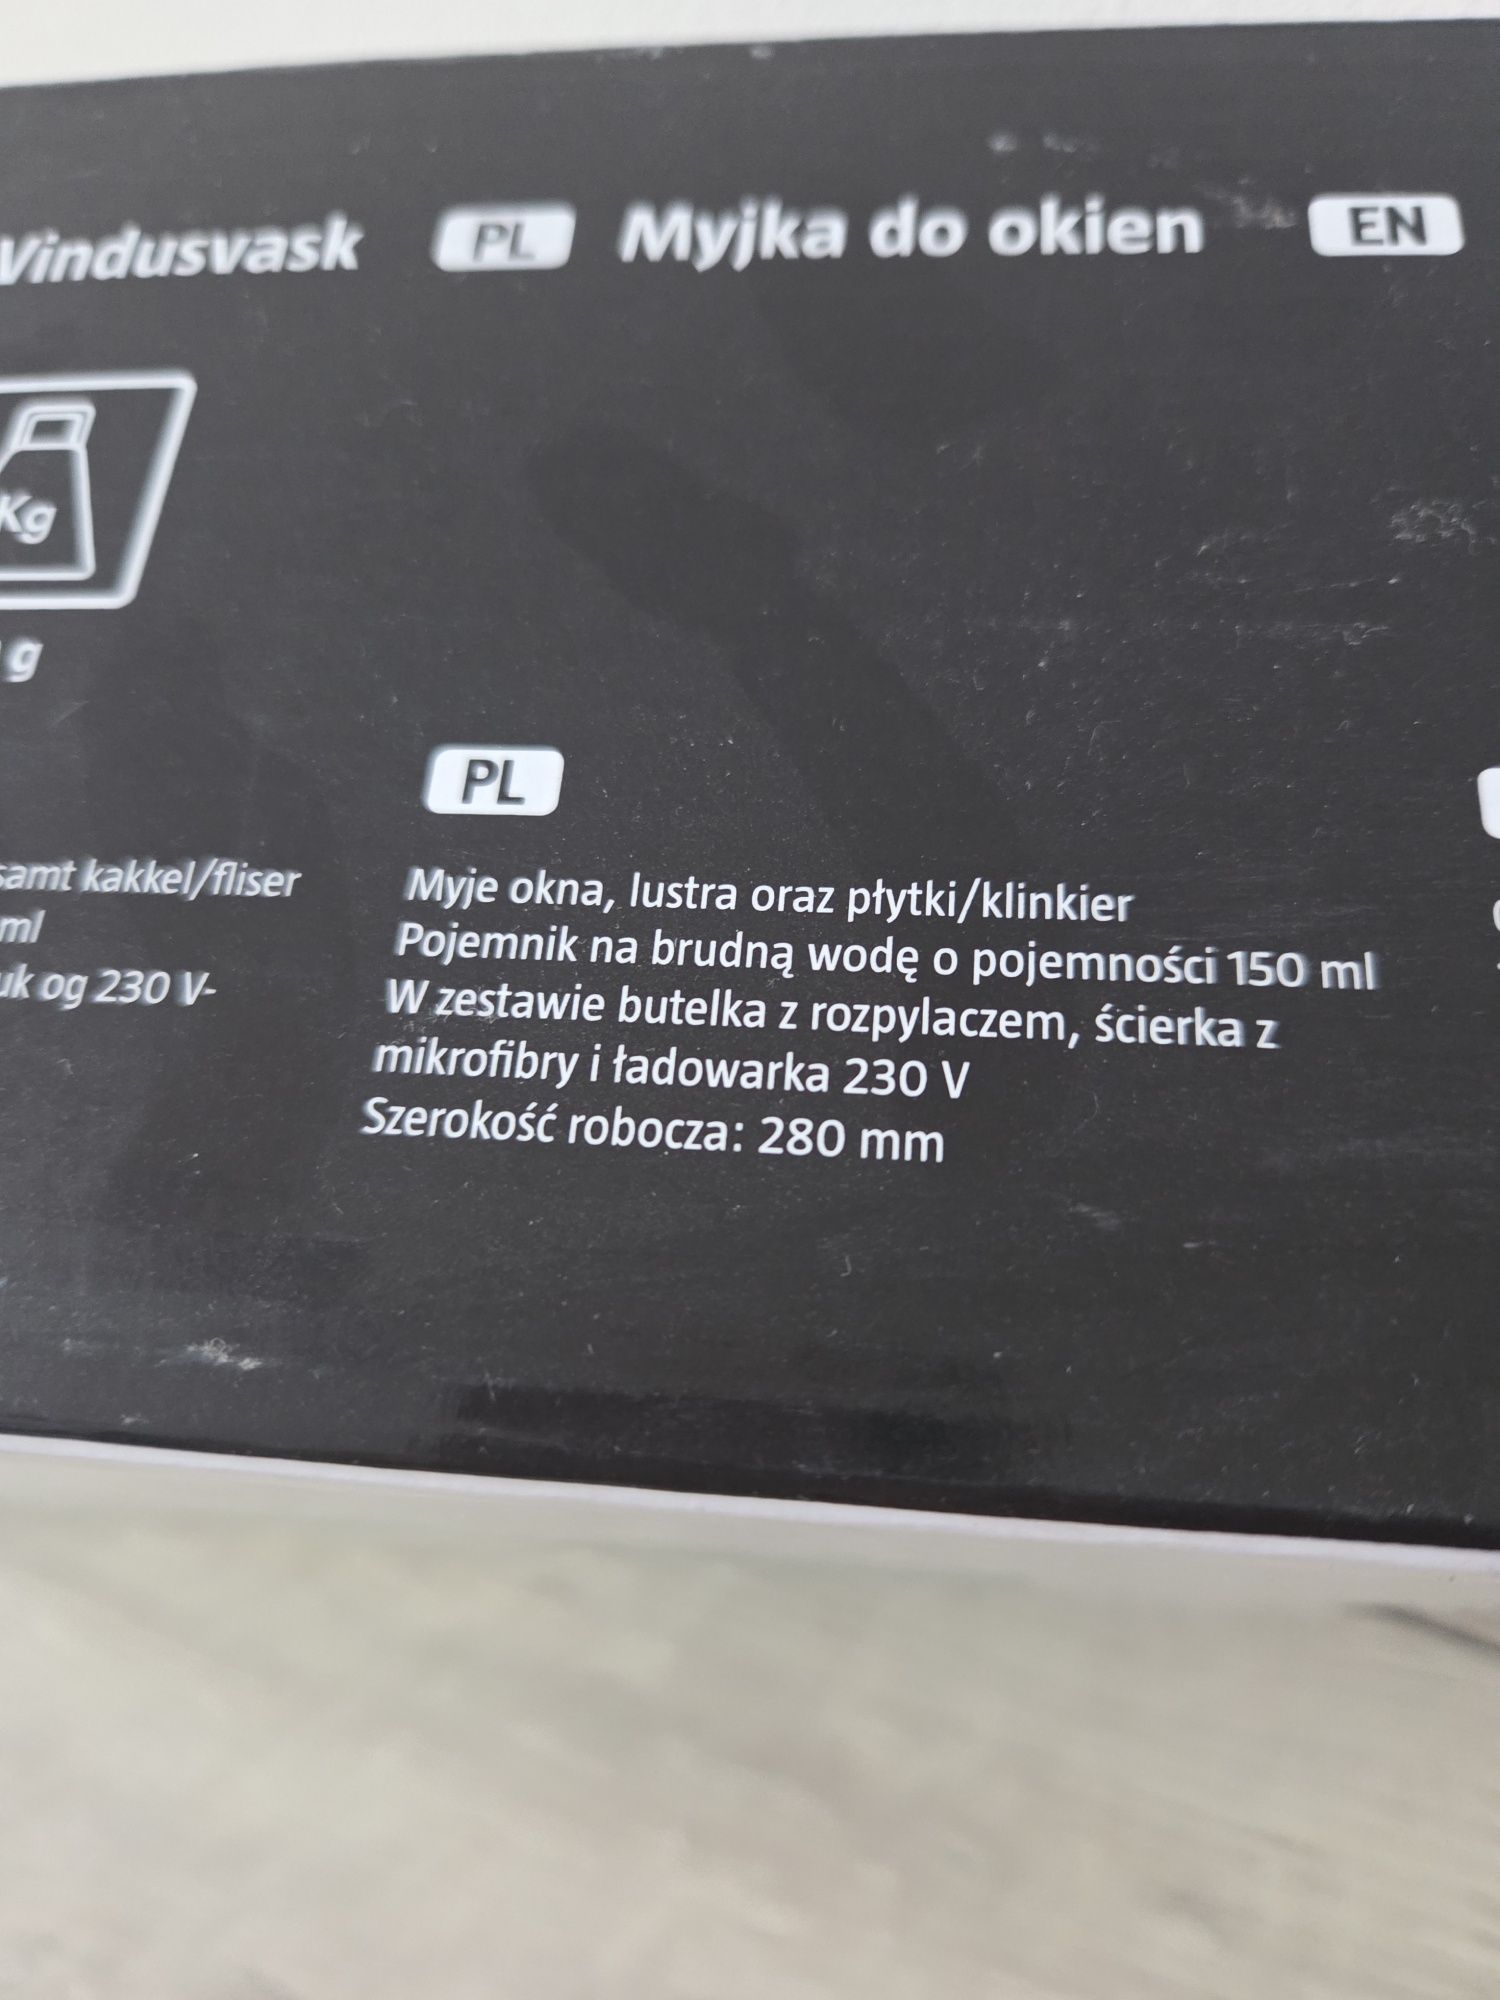 Vindusvask PL Myjka do okien EN
Kg
g
PL
samt kakkel/fliser
ml
og 230 V-
Myje okna, lustra oraz płytki/klinkier
Pojemnik na brudną wodę o pojemności 150 ml
W zestawie butelka z rozpylaczem, ścierka z
mikrofibry i ładowarka 230 V
Szerokość robocza: 280 mm